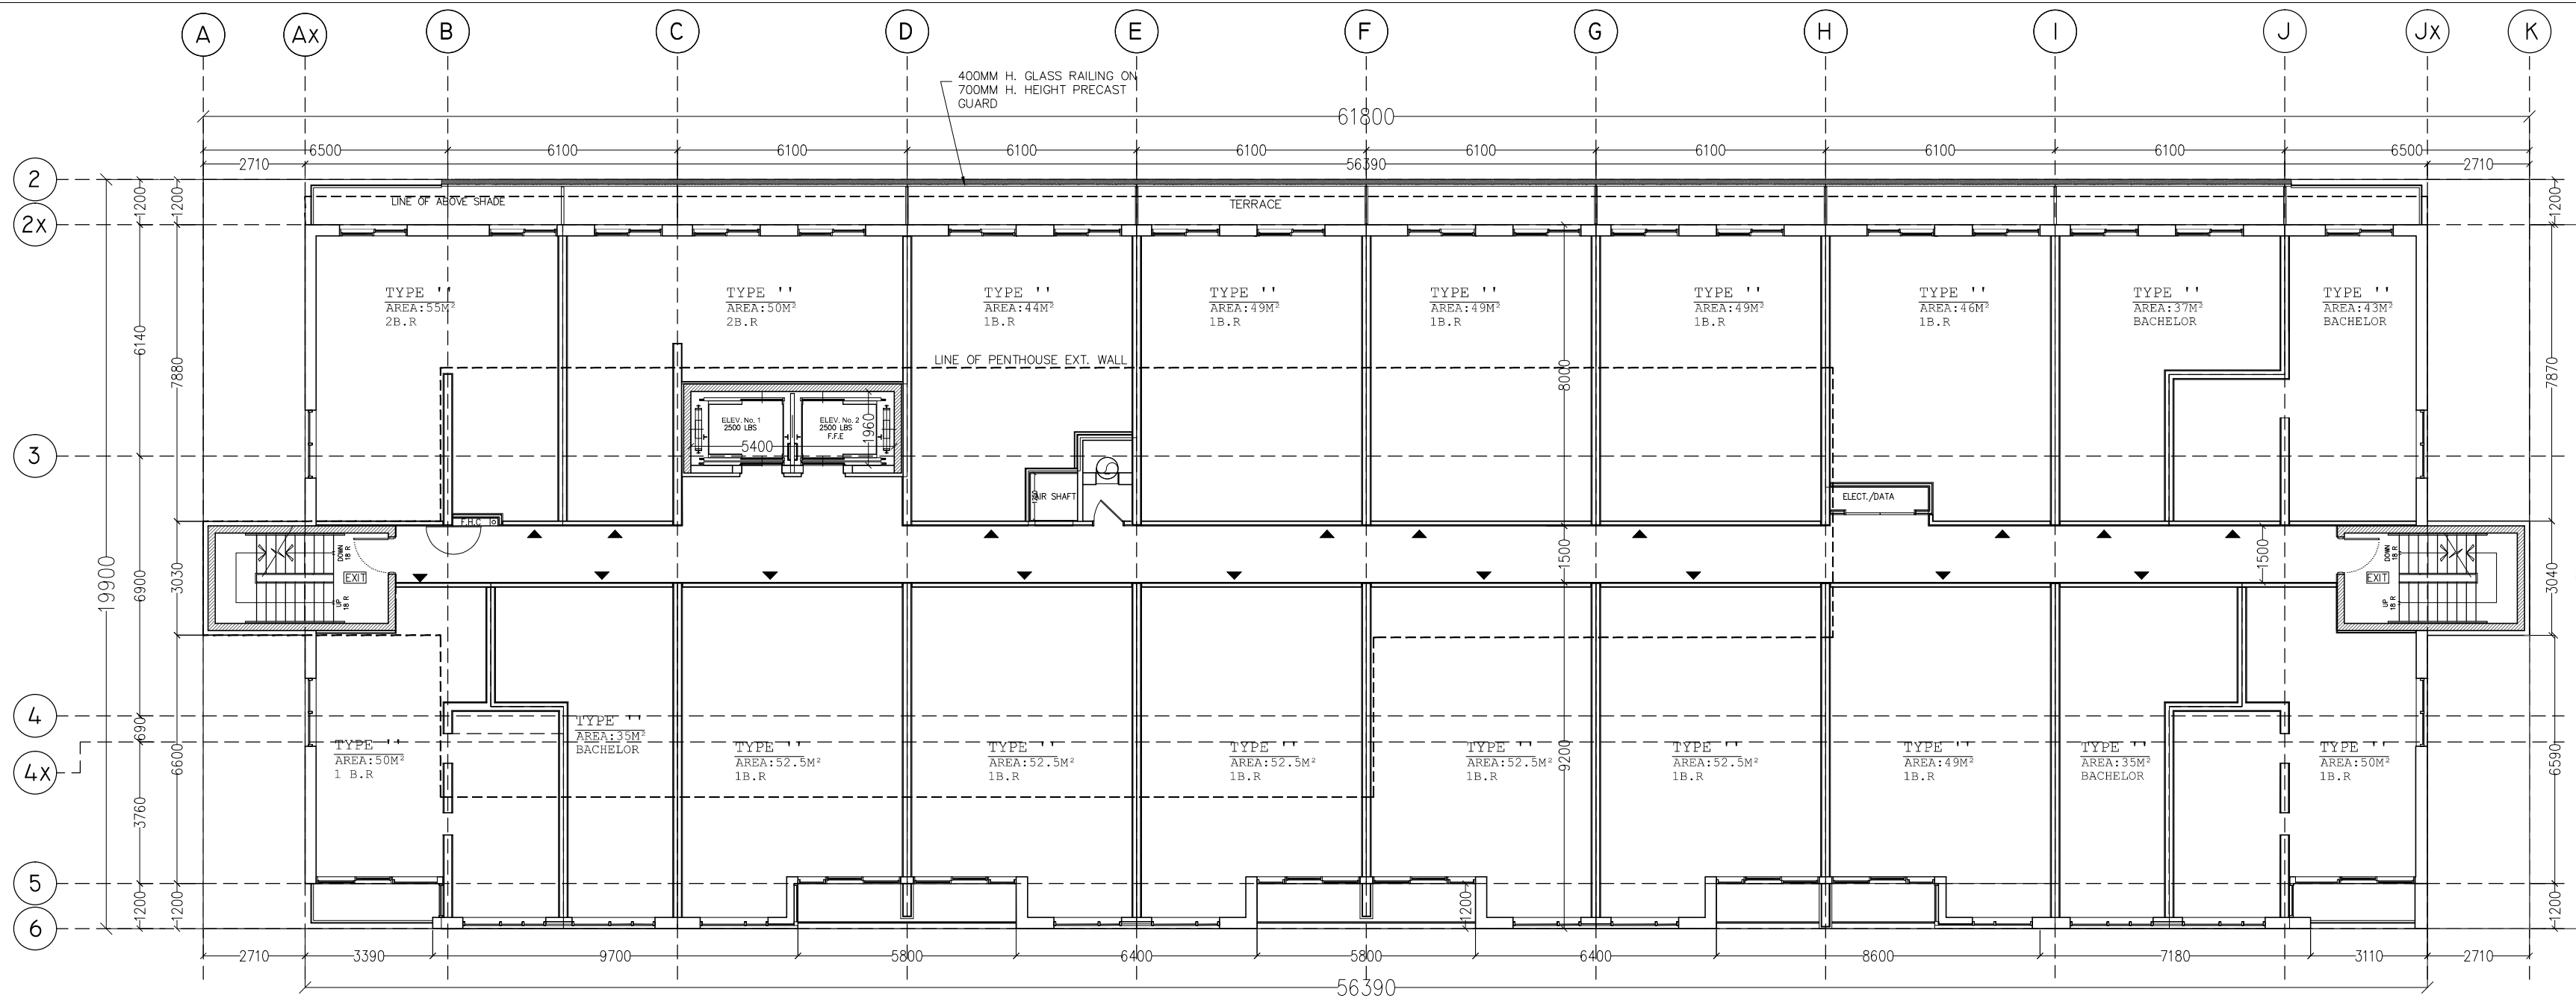 A Ax B C D E F G H I J Jx K
400MM H. GLASS RAILING ON
700MM H. HEIGHT PRECAST
GUARD
61800
6500 6100 6100 6100 6100 6100 6100 6100 6100 6500
2710 56390 2710
2
1200 1200 1200
LINE OF ABOVE SHADE TERRACE
2X
TYPE '' TYPE '' TYPE '' TYPE '' TYPE '' TYPE '' TYPE '' TYPE '' TYPE ''
AREA:55M² AREA:50M² AREA:44M² AREA:49M² AREA:49M² AREA:49M² AREA:46M² AREA:37M² AREA:43M²
2B.R 2B.R 1B.R 1B.R 1B.R 1B.R 1B.R BACHELOR BACHELOR
6140 7880 8000 7870
LINE OF PENTHOUSE EXT. WALL
ELEV. No. 1 ELEV. No. 2
2500 LBS 2500 LBS
F.F.E
1960
5400
3
AIR SHAFT
ELECT./DATA
F.H.C
19900 6900 3030 1500 1500 3040
DOWN
18 R
EXIT
UP
18 R
DOWN
18 R
EXIT
UP
18 R
4
TYPE ''
AREA:35M²
BACHELOR
6990 6600 9200 6590
4X
TYPE '' TYPE '' TYPE '' TYPE '' TYPE '' TYPE '' TYPE '' TYPE '' TYPE ''
AREA:50M² AREA:52.5M² AREA:52.5M² AREA:52.5M² AREA:52.5M² AREA:52.5M² AREA:49M² AREA:35M² AREA:50M²
1 B.R 1B.R 1B.R 1B.R 1B.R 1B.R 1B.R BACHELOR 1B.R
3760
5
1200 1200 1200 1200
6
2710 3390 9700 5800 6400 5800 6400 8600 7180 3110 2710
56390